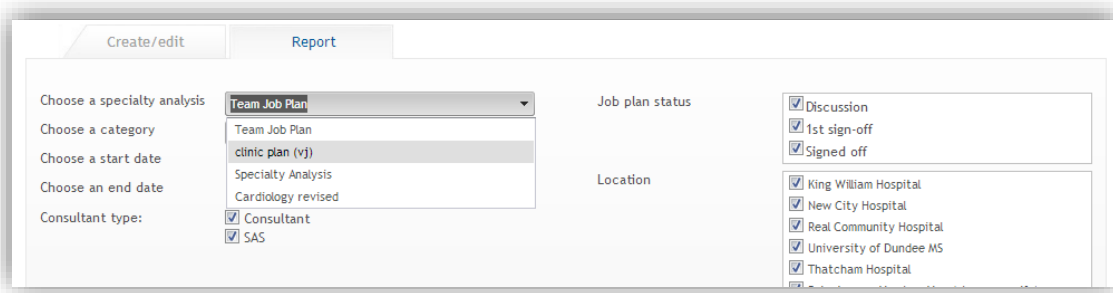 Create/edit
Report
Choose a specialty analysis
Team Job Plan
Team Job Plan
clinic plan (vj)
Specialty Analysis
Cardiology revised
Choose a category
Choose a start date
Choose an end date
Consultant type:
Consultant
SAS
Job plan status
Discussion
1st sign-off
Signed off
Location
King William Hospital
New City Hospital
Real Community Hospital
University of Dundee MS
Thatcham Hospital